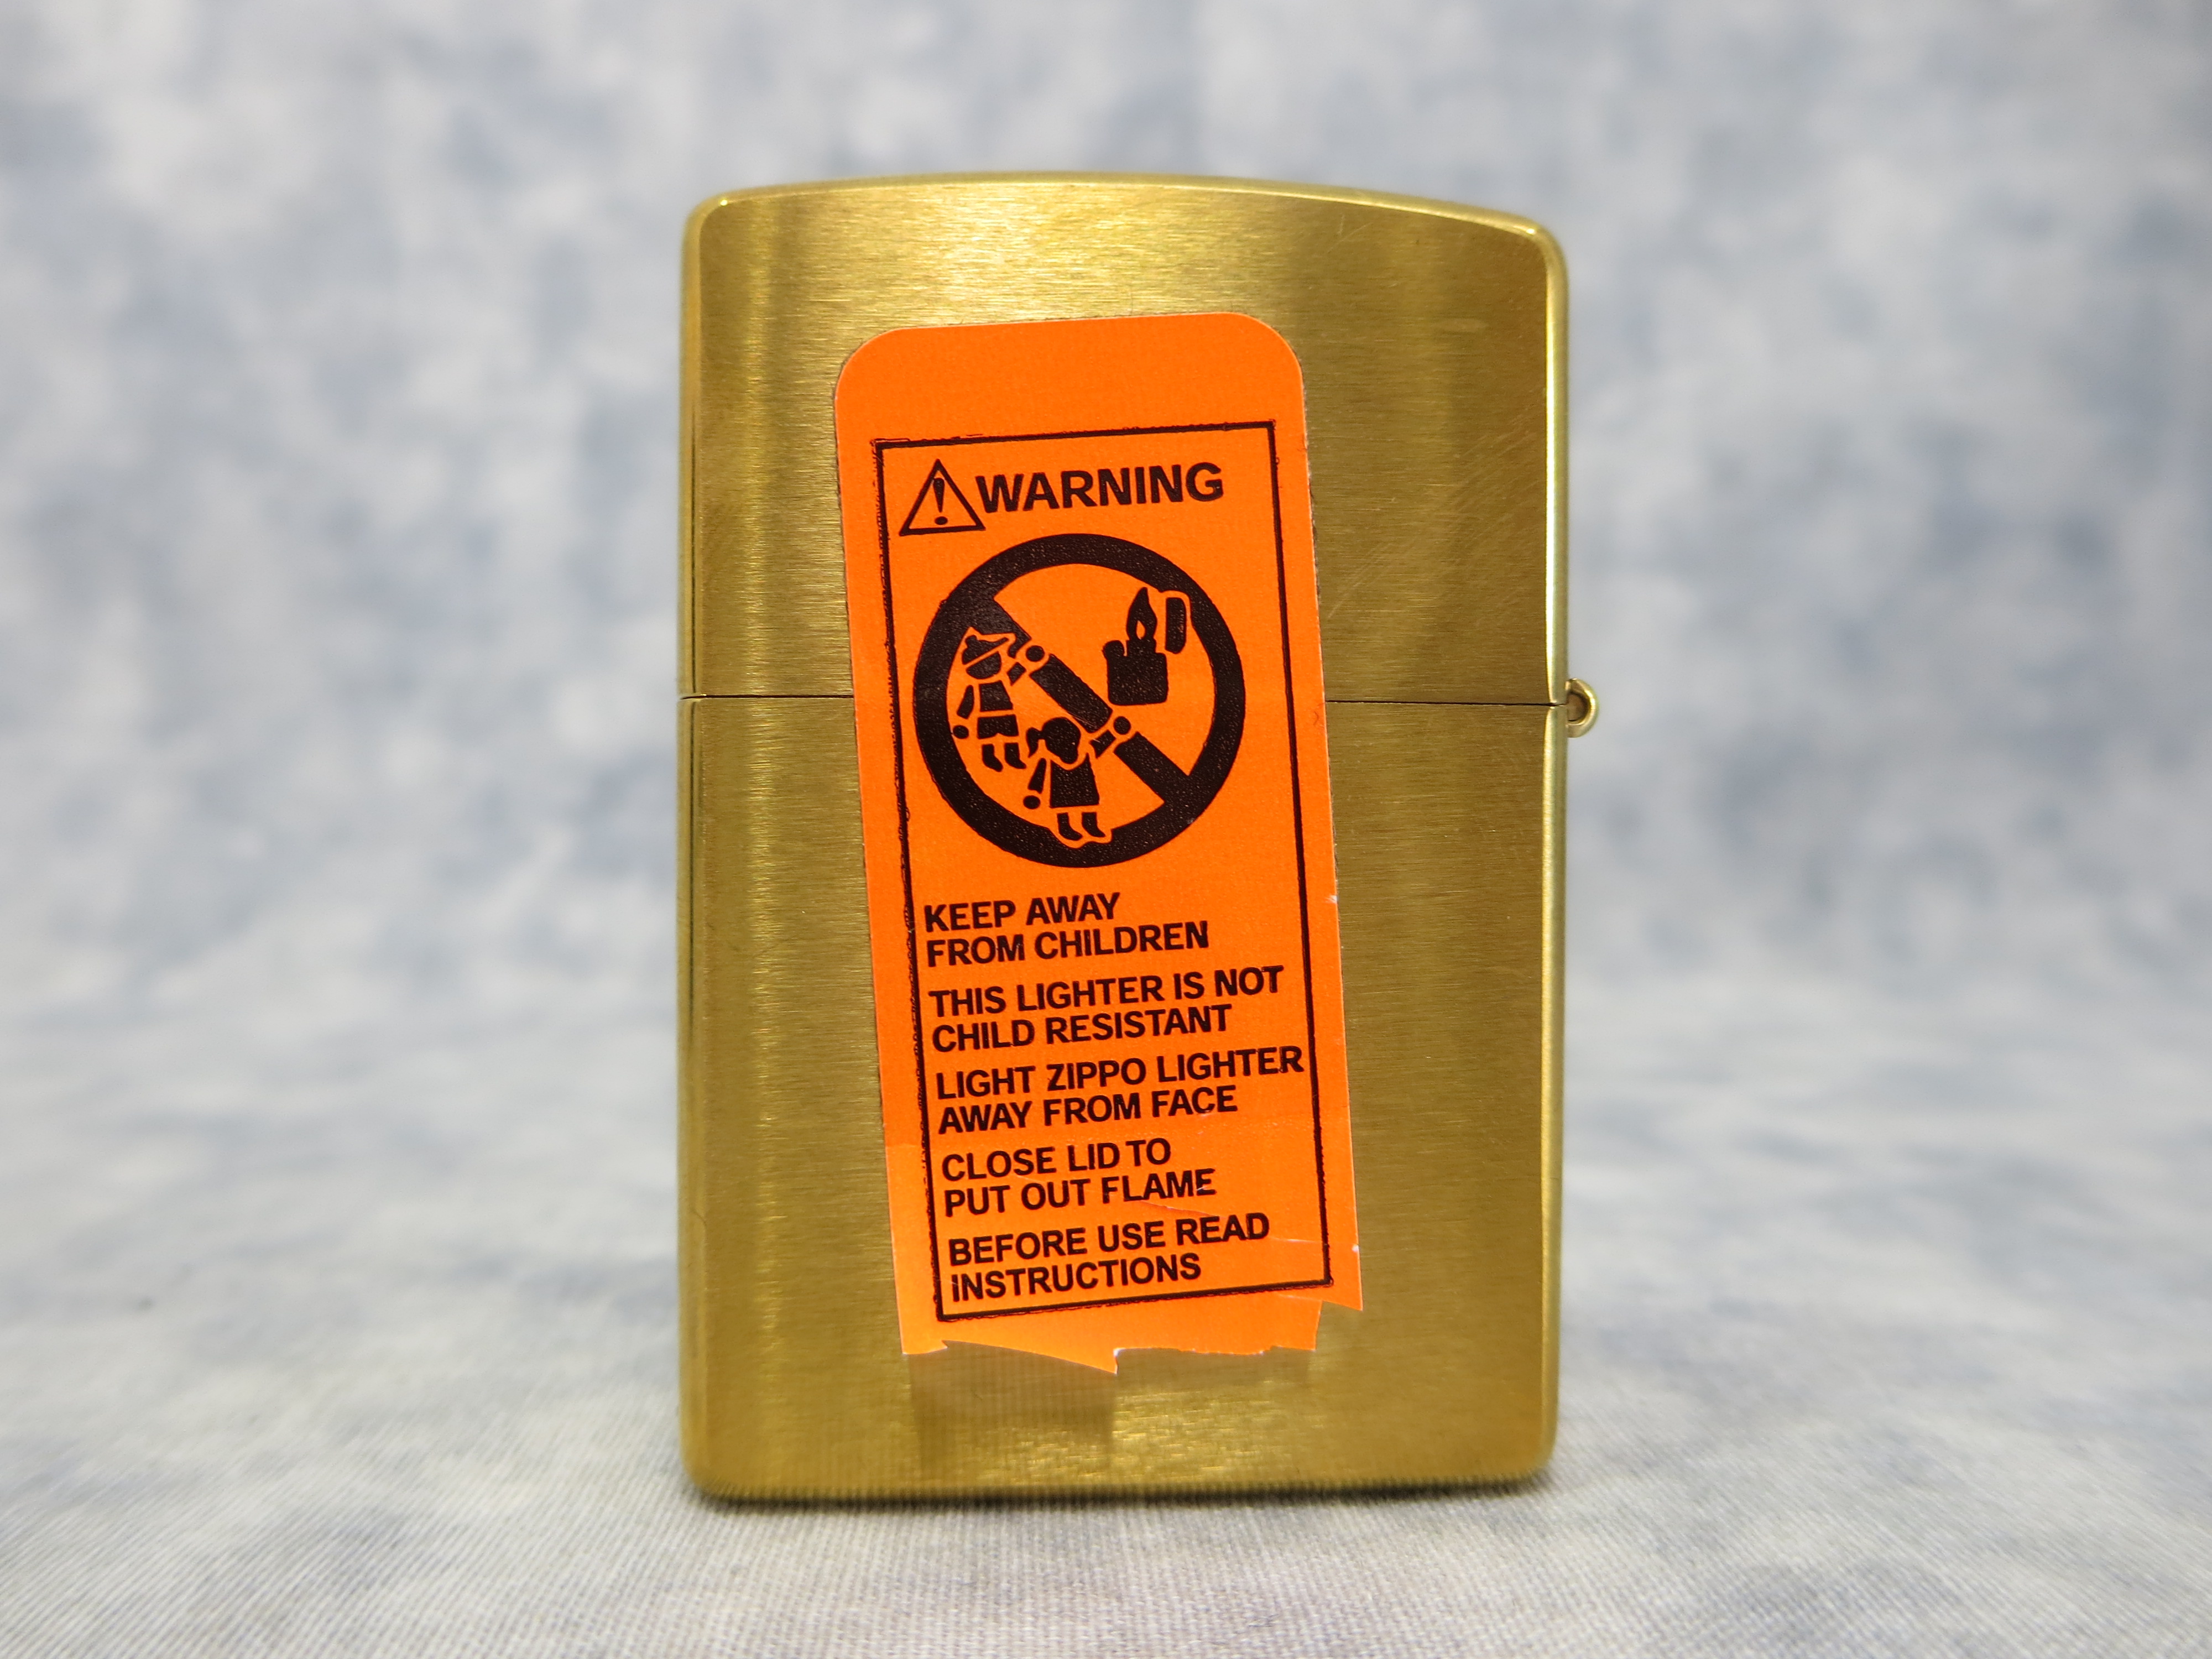 WARNING
KEEP AWAY
FROM CHILDREN
THIS LIGHTER IS NOT
CHILD RESISTANT
LIGHT ZIPPO LIGHTER
AWAY FROM FACE
CLOSE LID TO
PUT OUT FLAME
BEFORE USE READ
INSTRUCTIONS